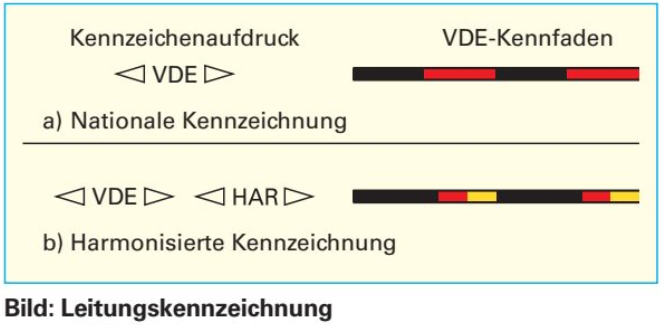 Kennzeichenaufdruck VDE-Kennfaden
◁ VDE ▷
a) Nationale Kennzeichnung
◁ VDE ▷ ◁ HAR ▷
b) Harmonisierte Kennzeichnung
Bild: Leitungskennzeichnung